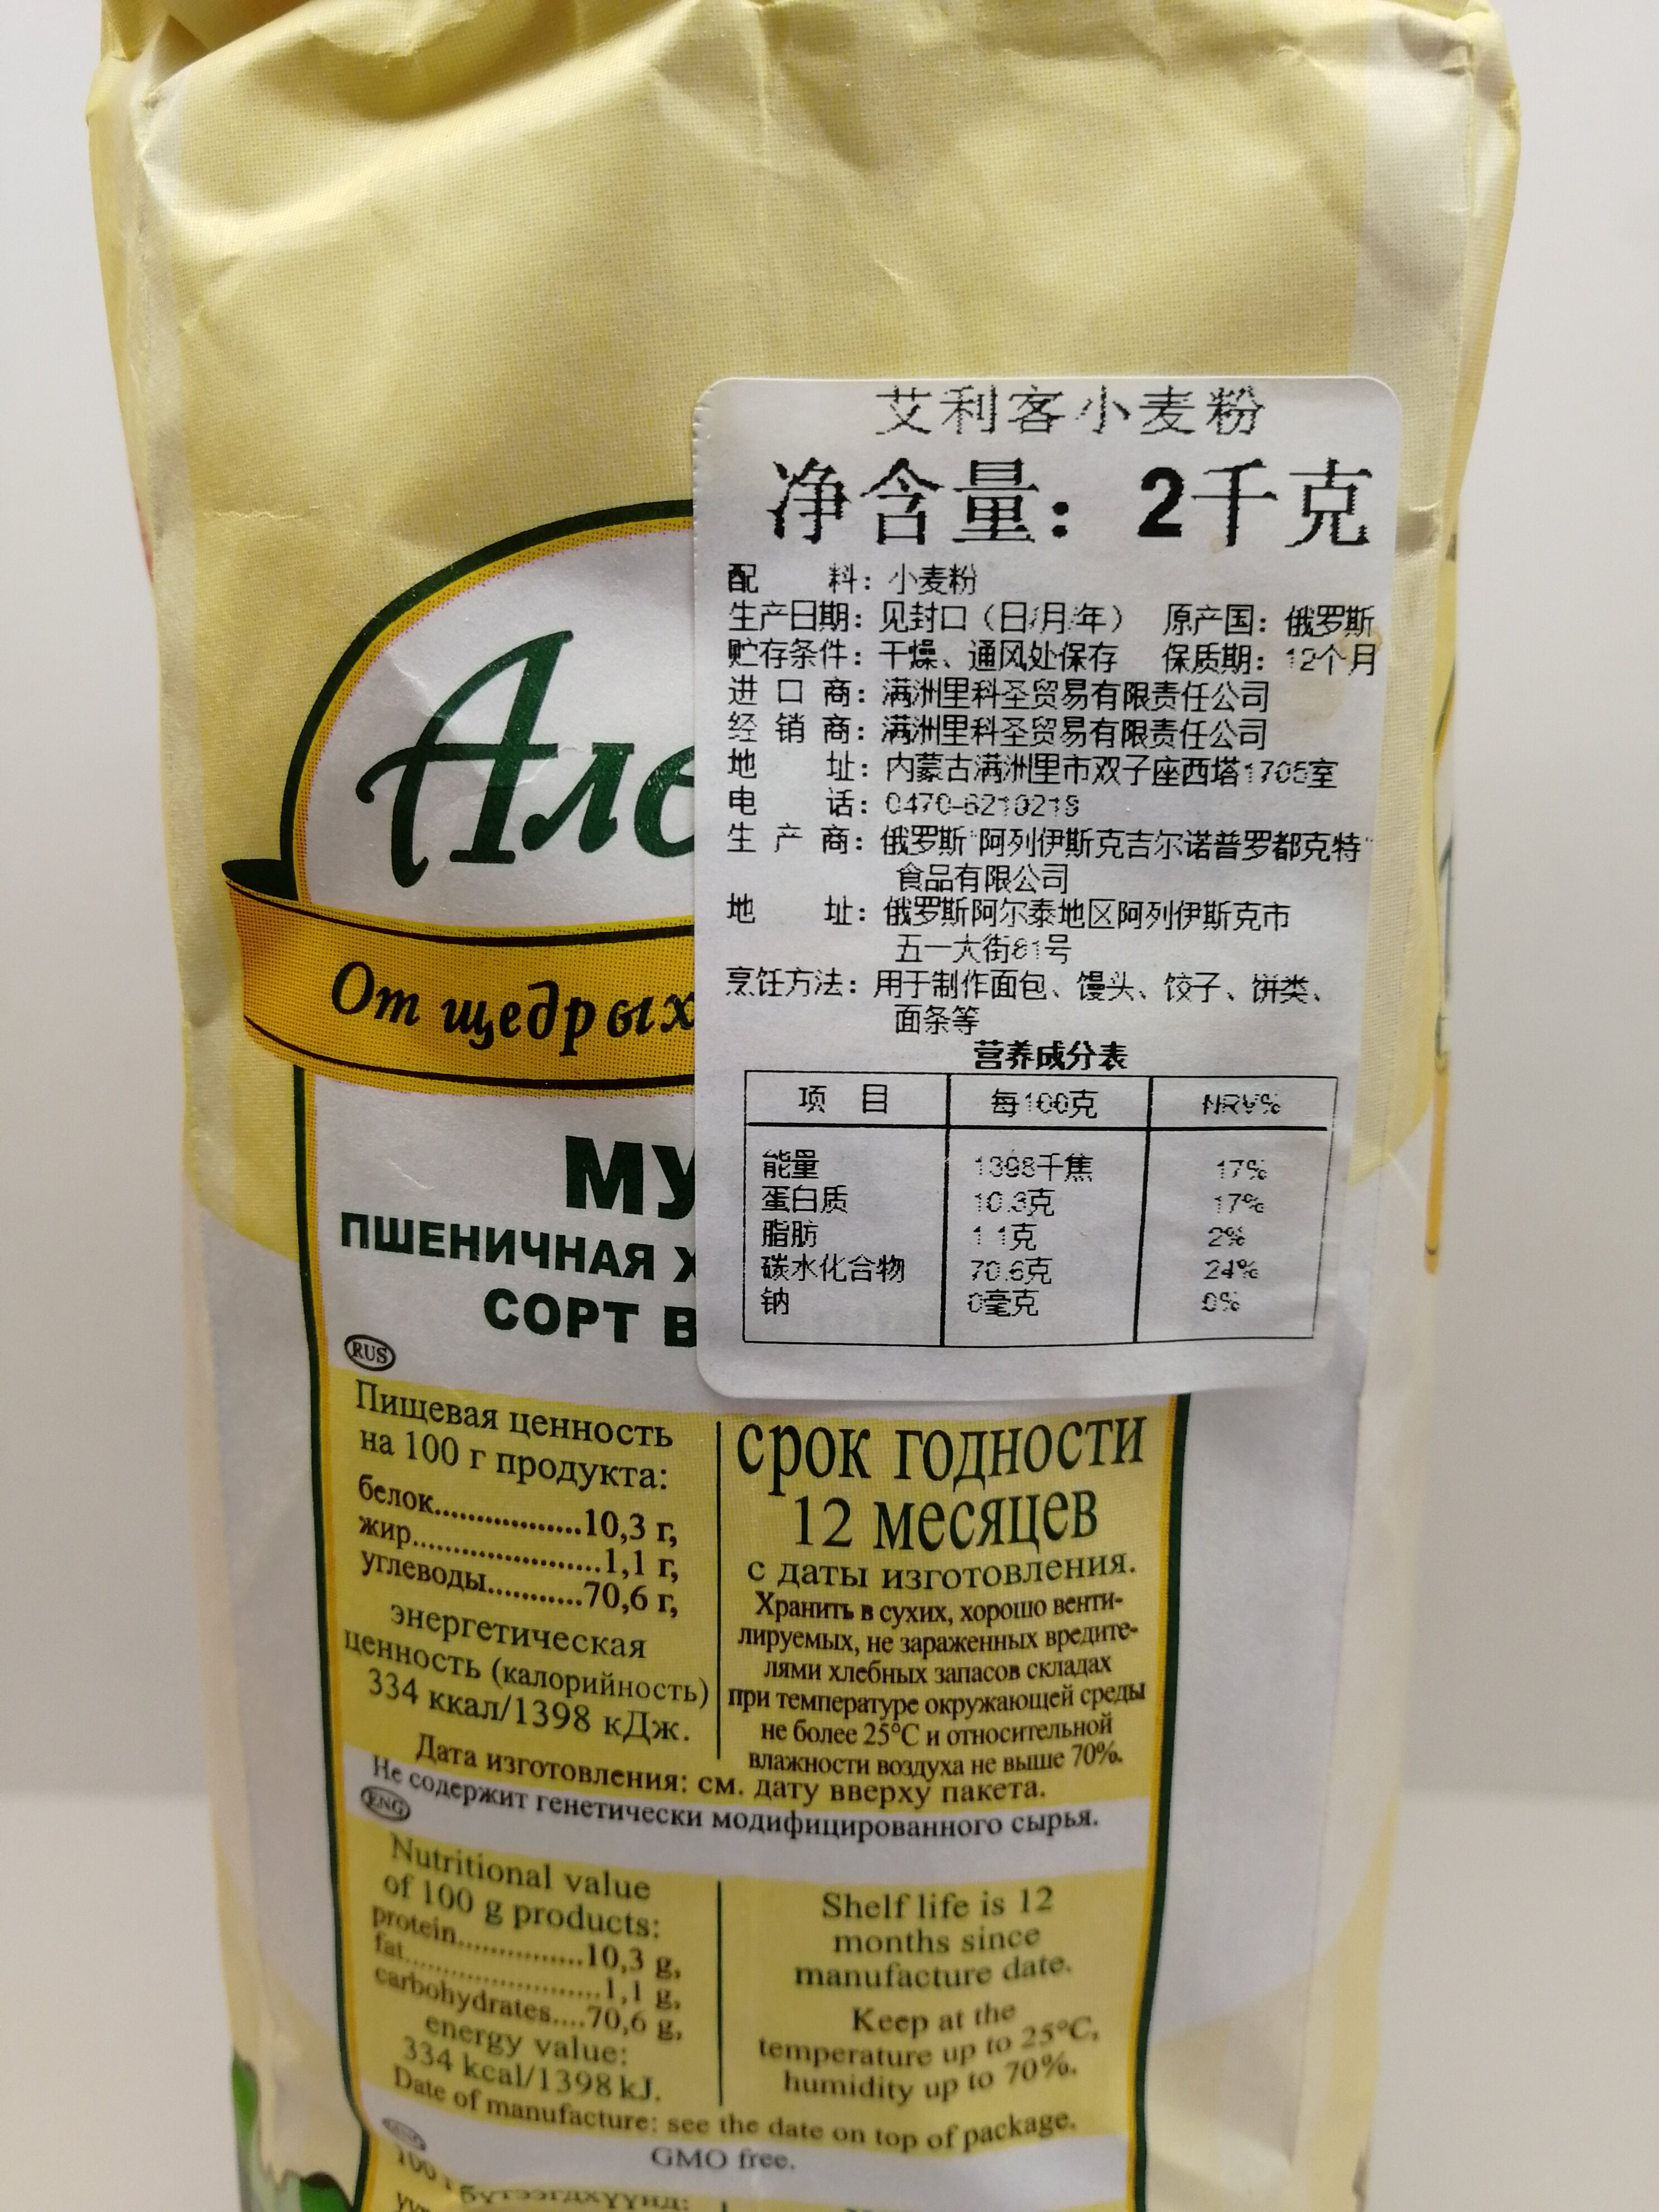 艾利客小麦粉
净含量：2千克
配 料：小麦粉
生产日期：见封口（日/月/年） 原产国：俄罗斯
贮存条件：干燥、通风处保存 保质期：12个月
进口商：满洲里科圣贸易有限责任公司
经销商：满洲里科圣贸易有限责任公司
地 址：内蒙古满洲里市双子座西塔1705室
电 话：0470-6210219
生产商：俄罗斯"阿列伊斯克吉尔诺普罗都克特"
食品有限公司
地 址：俄罗斯阿尔泰地区阿列伊斯克市
五一大街81号
烹饪方法：用于制作面包、馒头、饺子、饼类、
面条等
营养成分表
项 目 每100克 NRV%
能量 1398千焦 17%
蛋白质 10.3克 17%
脂肪 1.1克 2%
碳水化合物 70.6克 24%
钠 0毫克 0%
Але
От щедрых
МУ
ПШЕНИЧНАЯ Х
СОРТ В
RUS
Пищевая ценность
на 100 г продукта:
белок..................10,3 г,
жир.......................1,1 г,
углеводы...........70,6 г,
энергетическая
ценность (калорийность)
334 ккал/1398 кДж.
срок годности
12 месяцев
с даты изготовления.
Хранить в сухих, хорошо венти-
лируемых, не зараженных вредите-
лями хлебных запасов складах
при температуре окружающей среды
не более 25°С и относительной
влажности воздуха не выше 70%.
Дата изготовления: см. дату вверху пакета.
Не содержит генетически модифицированного сырья.
ENG
Nutritional value
of 100 g products:
protein...............10,3 g,
fat........................1,1 g,
carbohydrates....70,6 g,
energy value:
334 kcal/1398 kJ.
Shelf life is 12
months since
manufacture date.
Keep at the
temperature up to 25°C,
humidity up to 70%.
Date of manufacture: see the date on top of package.
GMO free.